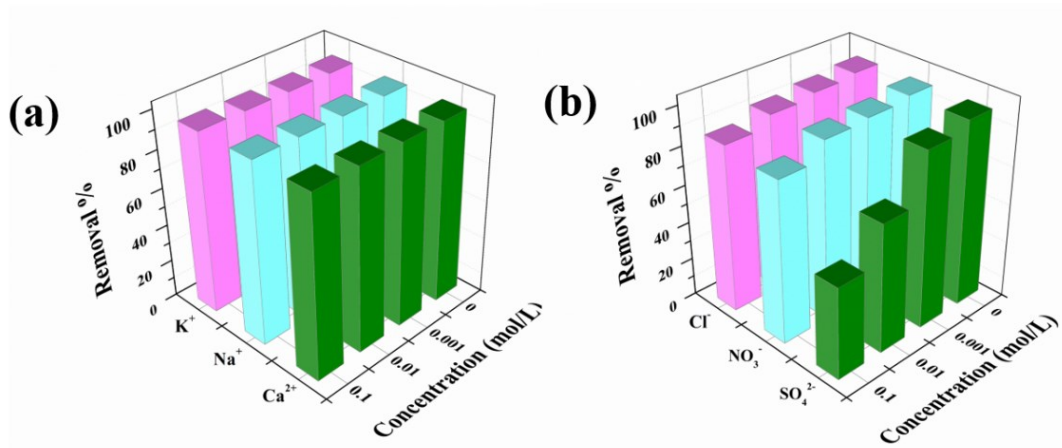 (a)
Removal %
100
80
60
40
20
0
K⁺
Na⁺
Ca²⁺
0.1
0.01
0.001
0
Concentration (mol/L)
(b)
Removal %
100
80
60
40
20
0
Cl⁻
NO₃⁻
SO₄²⁻
0.1
0.01
0.001
0
Concentration (mol/L)